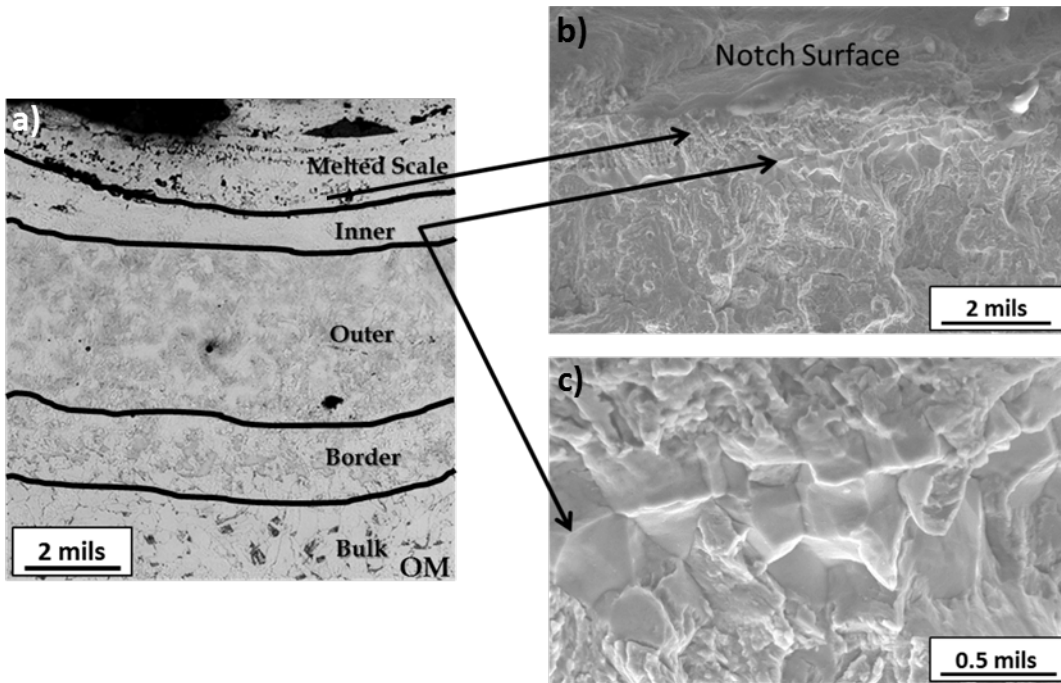 a)
Melted Scale
Inner
Outer
Border
Bulk
OM
2 mils
b)
Notch Surface
2 mils
c)
0.5 mils